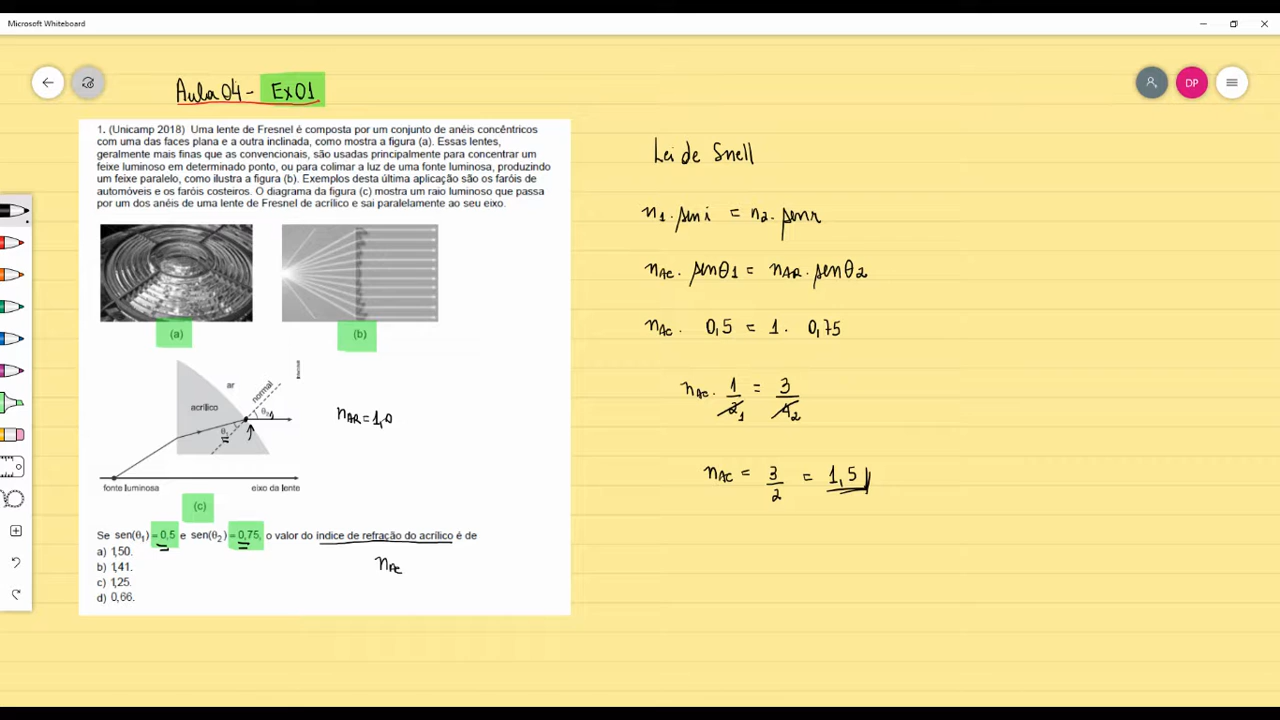 Microsoft Whiteboard
DP
Aula 04 - Ex01
1. (Unicamp 2018) Uma lente de Fresnel é composta por um conjunto de anéis concêntricos
com uma das faces plana e a outra inclinada, como mostra a figura (a). Essas lentes,
geralmente mais finas que as convencionais, são usadas principalmente para concentrar um
feixe luminoso em determinado ponto, ou para colimar a luz de uma fonte luminosa, produzindo
um feixe paralelo, como ilustra a figura (b). Exemplos desta última aplicação são os faróis de
automóveis e os faróis costeiros. O diagrama da figura (c) mostra um raio luminoso que passa
por um dos anéis de uma lente de Fresnel de acrílico e sai paralelamente ao seu eixo.
(a)
(b)
ar
normal
acrílico
θ2
θ1
nAR = 1,0
fonte luminosa
eixo da lente
(c)
Se sen(θ1) = 0,5 e sen(θ2) = 0,75, o valor do índice de refração do acrílico é de
a) 1,50.
b) 1,41.
c) 1,25.
d) 0,66.
nAC
Lei de Snell
n1. sen i = n2. sen r
nAC. senθ1 = nAR. senθ2
nAC. 0,5 = 1. 0,75
nAC. 1/2 1 = 3/4 2
nAC = 3/2 = 1,5